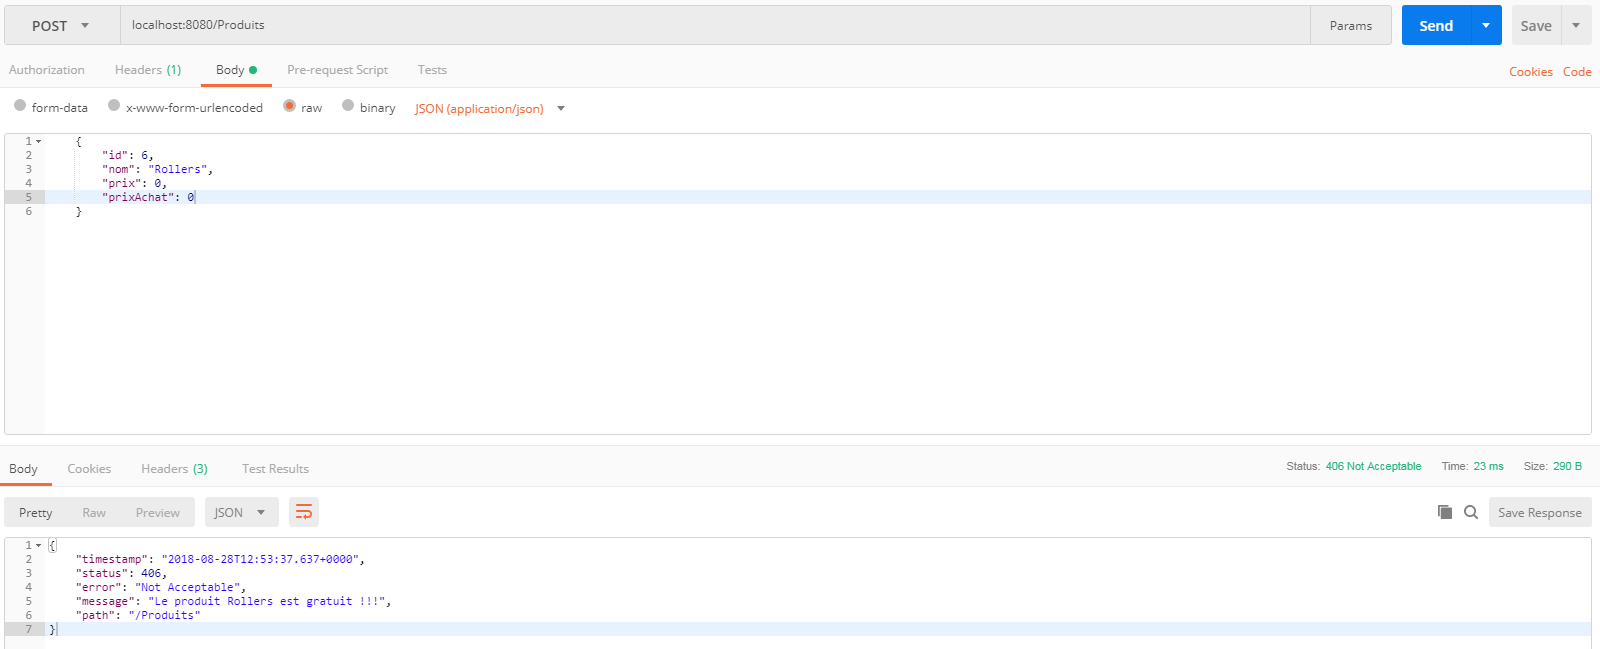 POST localhost:8080/Produits Params Send Save
Authorization Headers (1) Body Pre-request Script Tests Cookies Code
form-data x-www-form-urlencoded raw binary JSON (application/json)
1 {
2 "id": 6,
3 "nom": "Rollers",
4 "prix": 0,
5 "prixAchat": 0
6 }
Body Cookies Headers (3) Test Results Status: 406 Not Acceptable Time: 23 ms Size: 290 B
Pretty Raw Preview JSON Save Response
1 {
2 "timestamp": "2018-08-28T12:53:37.637+0000",
3 "status": 406,
4 "error": "Not Acceptable",
5 "message": "Le produit Rollers est gratuit !!!",
6 "path": "/Produits"
7 }